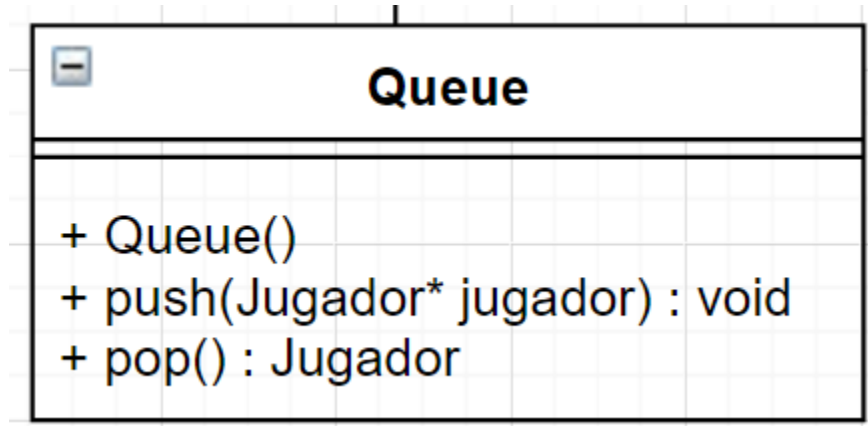 Queue
+ Queue()
+ push(Jugador* jugador) : void
+ pop() : Jugador